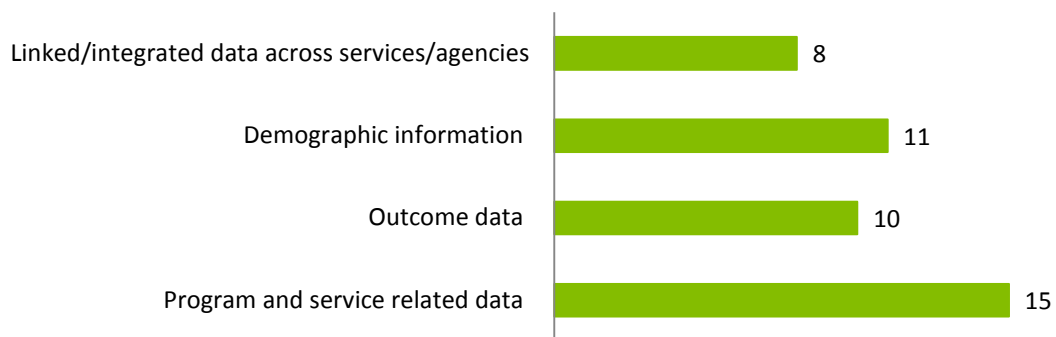 Linked/integrated data across services/agencies 8
Demographic information 11
Outcome data 10
Program and service related data 15